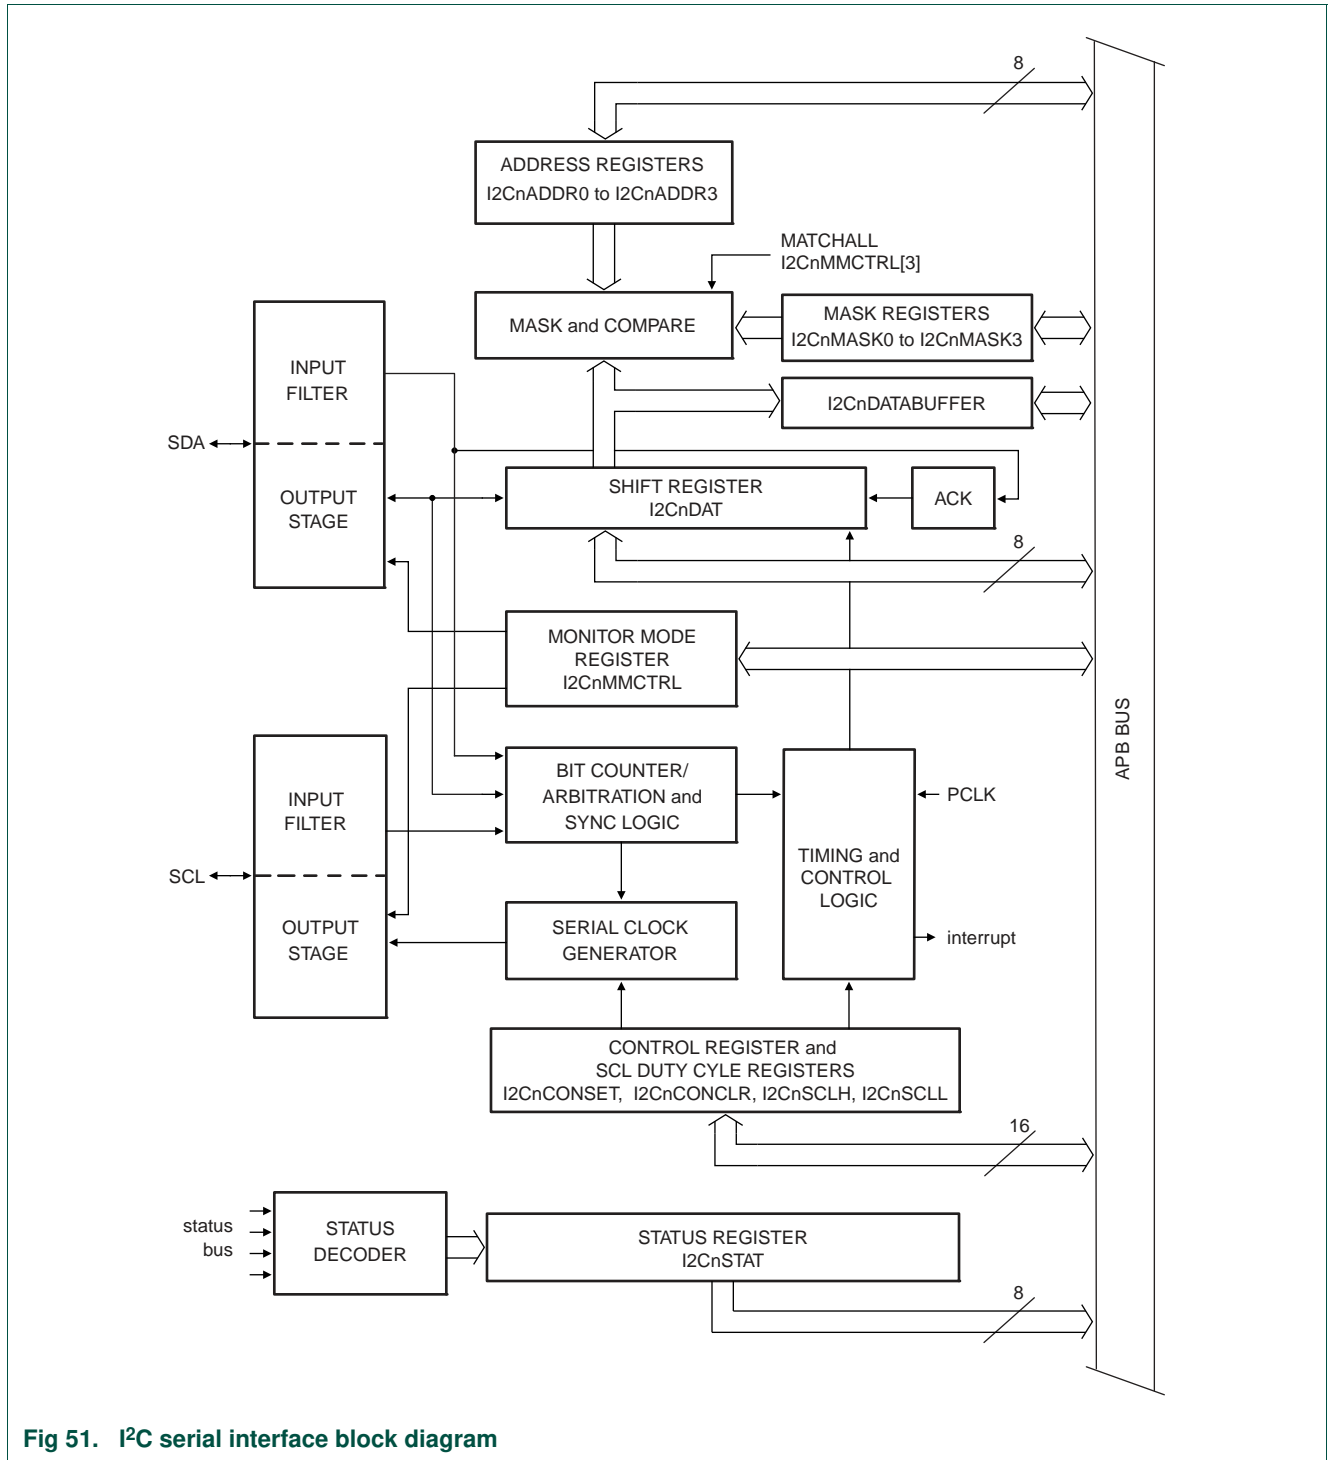 8
ADDRESS REGISTERS
I2CnADDR0 to I2CnADDR3
MATCHALL
I2CnMMCTRL[3]
MASK and COMPARE
MASK REGISTERS
I2CnMASK0 to I2CnMASK3
INPUT
FILTER
I2CnDATABUFFER
SDA
OUTPUT
STAGE
SHIFT REGISTER
I2CnDAT
ACK
8
MONITOR MODE
REGISTER
I2CnMMCTRL
APB BUS
INPUT
FILTER
BIT COUNTER/
ARBITRATION and
SYNC LOGIC
PCLK
TIMING and
CONTROL
LOGIC
SCL
OUTPUT
STAGE
SERIAL CLOCK
GENERATOR
interrupt
CONTROL REGISTER and
SCL DUTY CYLE REGISTERS
I2CnCONSET, I2CnCONCLR, I2CnSCLH, I2CnSCLL
16
status
bus
STATUS
DECODER
STATUS REGISTER
I2CnSTAT
8
Fig 51. I²C serial interface block diagram